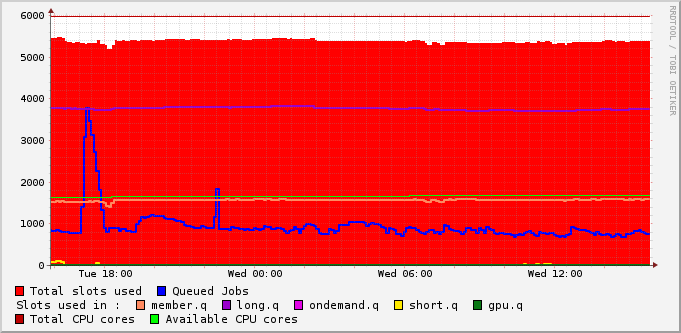 6000
5000
4000
3000
2000
1000
0
Tue 18:00 Wed 00:00 Wed 06:00 Wed 12:00
Total slots used Queued Jobs
Slots used in : member.q long.q ondemand.q short.q gpu.q
Total CPU cores Available CPU cores
RRDTOOL / TOBI OETIKER